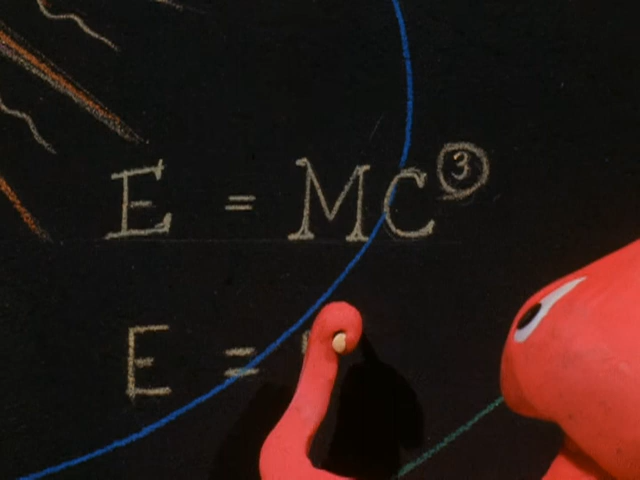 E = MC³
E =